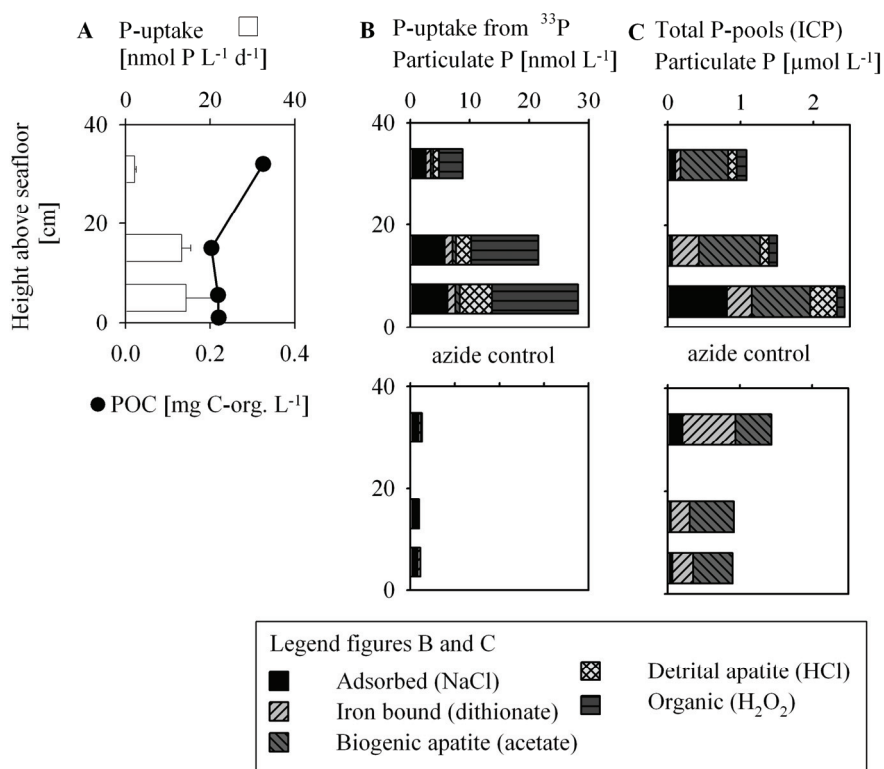 A P-uptake
[nmol P L⁻¹ d⁻¹]
0 20 40
40
20
0
Height above seafloor
[cm]
0.0 0.2 0.4
POC [mg C-org. L⁻¹]
B P-uptake from ³³P
Particulate P [nmol L⁻¹]
0 10 20 30
40
20
0
azide control
40
20
0
C Total P-pools (ICP)
Particulate P [µmol L⁻¹]
0 1 2
azide control
Legend figures B and C
Adsorbed (NaCl)
Iron bound (dithionate)
Biogenic apatite (acetate)
Detrital apatite (HCl)
Organic (H₂O₂)